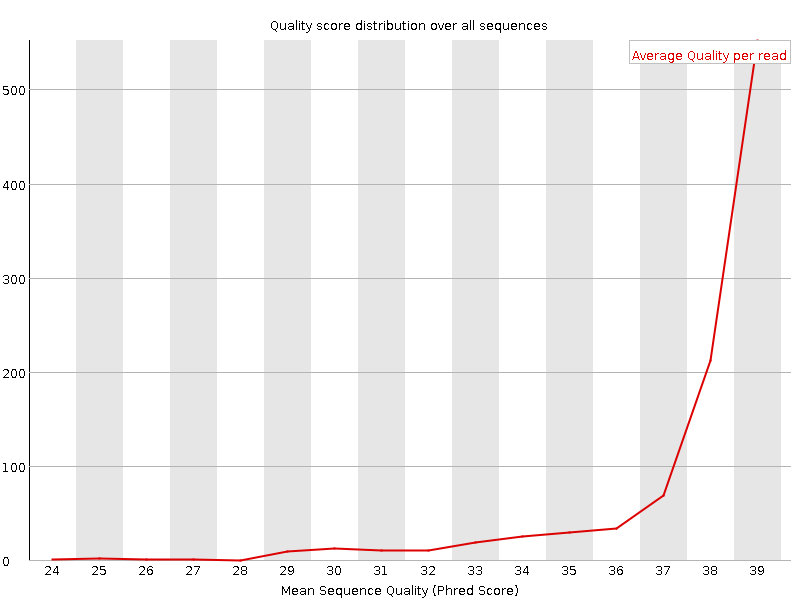 Quality score distribution over all sequences
Average Quality per read
500
400
300
200
100
0
24 25 26 27 28 29 30 31 32 33 34 35 36 37 38 39
Mean Sequence Quality (Phred Score)